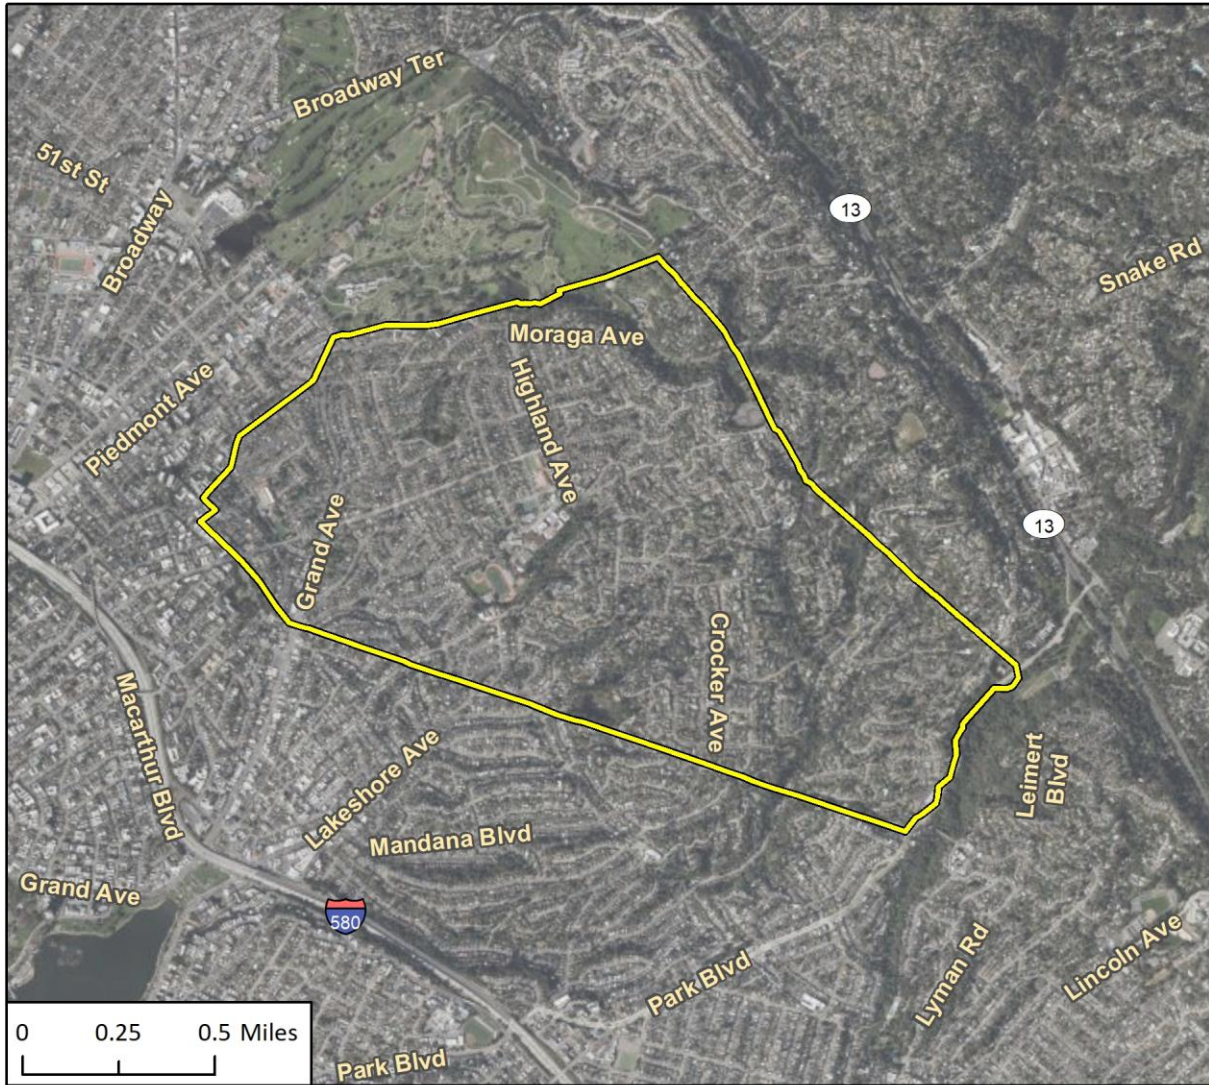 Broadway Ter
51st St
Broadway
13
Snake Rd
Moraga Ave
Piedmont Ave
Highland Ave
13
Grand Ave
Crocker Ave
Macarthur Blvd
Lakeshore Ave
Leimert
Blvd
Mandana Blvd
Grand Ave
580
Lyman Rd
Lincoln Ave
Park Blvd
0 0.25 0.5 Miles
Park Blvd